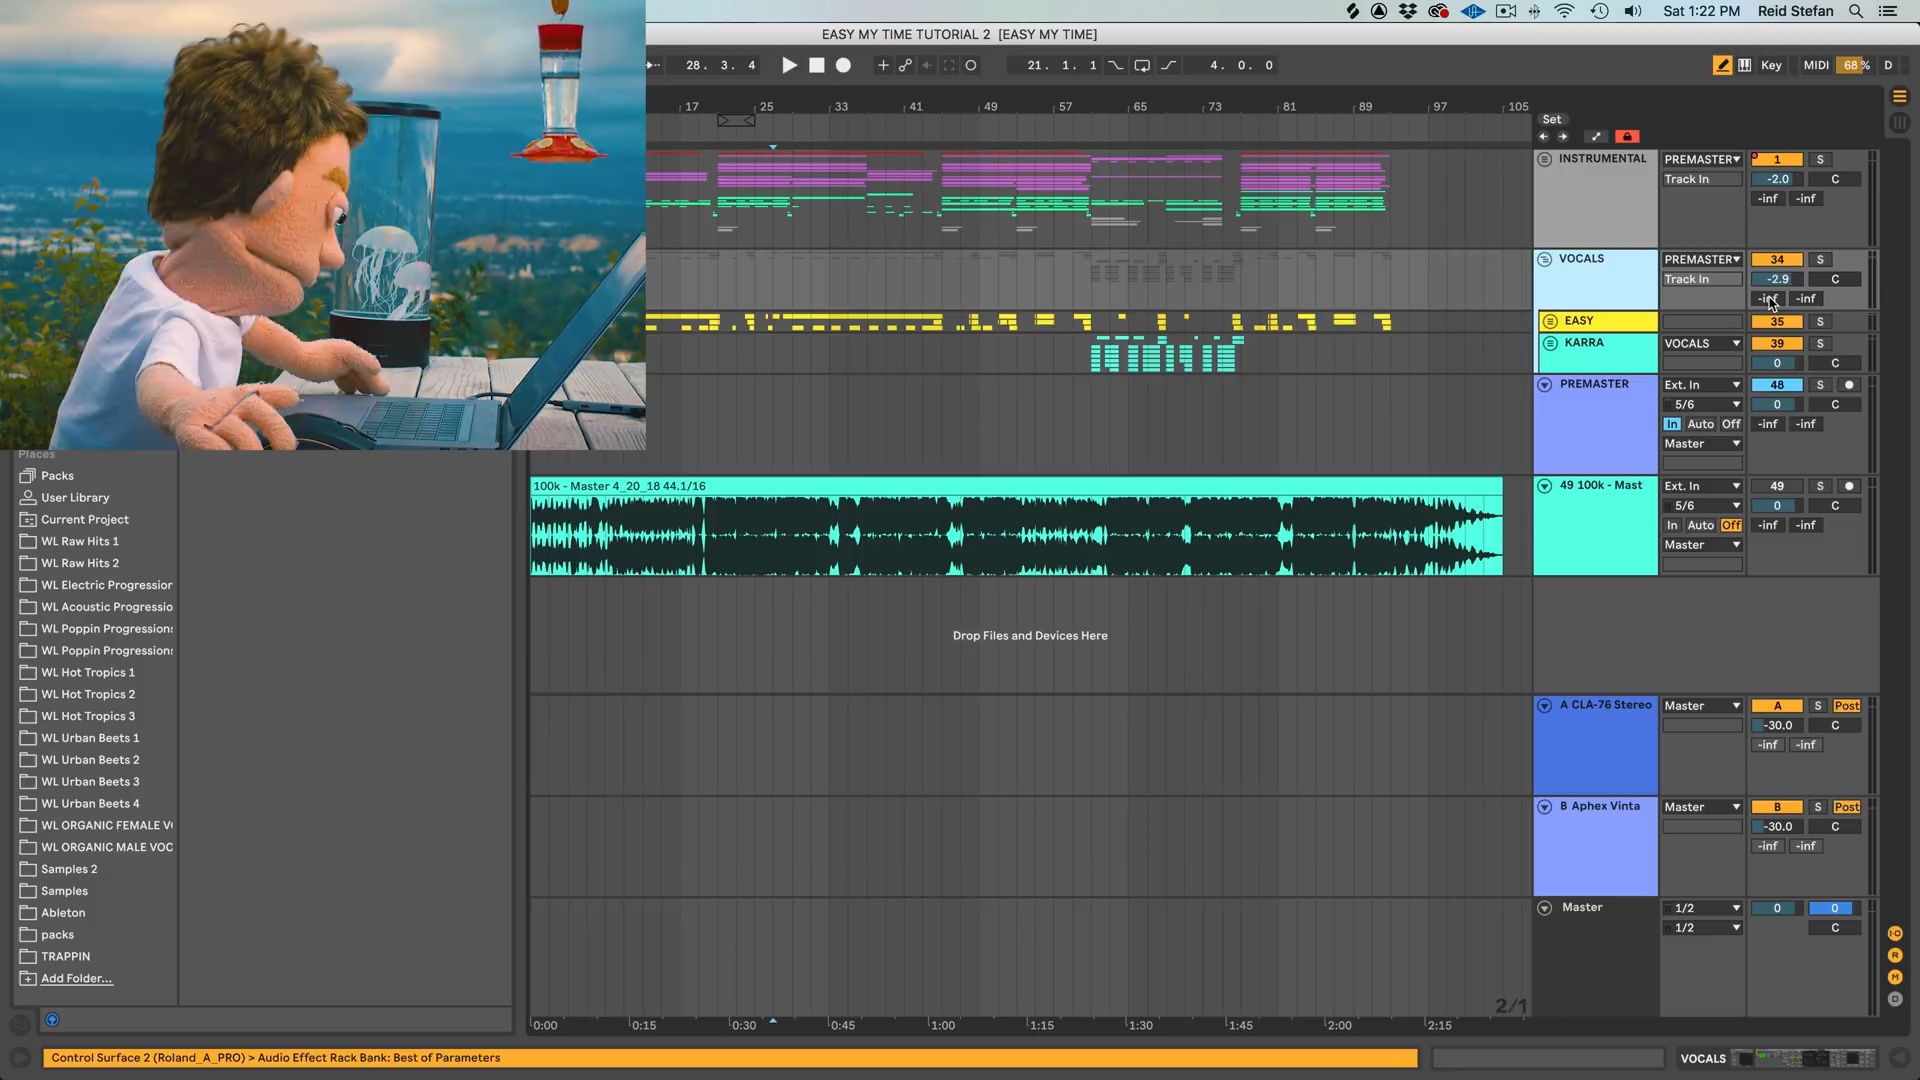 Sat 1:22 PM Reid Stefan
EASY MY TIME TUTORIAL 2 [EASY MY TIME]
28. 3. 4
21. 1. 1
4. 0. 0
Key
MIDI
68 %
D
17 25 33 41 49 57 65 73 81 89 97 105
Set
INSTRUMENTAL
PREMASTER
1
S
Track In
-2.0
C
-inf -inf
VOCALS
PREMASTER
34
S
Track In
-2.9
C
-inf -inf
EASY
35
S
KARRA
VOCALS
39
S
0
C
PREMASTER
Ext. In
48
S
5/6
0
C
In Auto Off
-inf -inf
Master
100k - Master 4_20_18 44.1/16
49 100k - Mast
Ext. In
49
S
5/6
0
C
In Auto Off
-inf -inf
Master
Drop Files and Devices Here
A CLA-76 Stereo
Master
A
S
Post
-30.0
C
-inf -inf
B Aphex Vinta
Master
B
S
Post
-30.0
C
-inf -inf
Master
1/2
0
0
1/2
C
2/1
0:00 0:15 0:30 0:45 1:00 1:15 1:30 1:45 2:00 2:15
Places
Packs
User Library
Current Project
WL Raw Hits 1
WL Raw Hits 2
WL Electric Progression
WL Acoustic Progressio
WL Poppin Progressions
WL Poppin Progressions
WL Hot Tropics 1
WL Hot Tropics 2
WL Hot Tropics 3
WL Urban Beets 1
WL Urban Beets 2
WL Urban Beets 3
WL Urban Beets 4
WL ORGANIC FEMALE V
WL ORGANIC MALE VOC
Samples 2
Samples
Ableton
packs
TRAPPIN
Add Folder...
I-O
R
M
D
Control Surface 2 (Roland_A_PRO) > Audio Effect Rack Bank: Best of Parameters
VOCALS